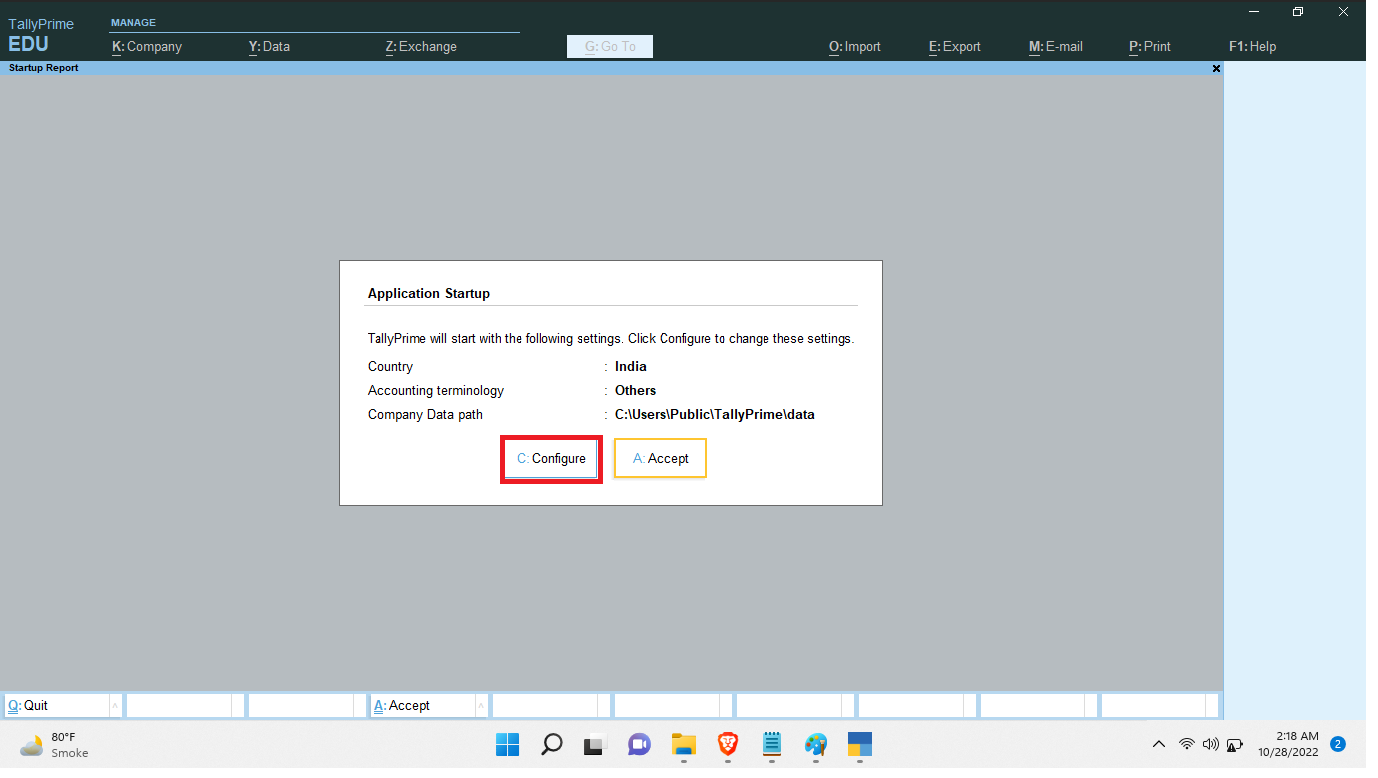 TallyPrime
EDU
MANAGE
K: Company
Y: Data
Z: Exchange
G: Go To
O: Import
E: Export
M: E-mail
P: Print
F1: Help
Startup Report
Application Startup
TallyPrime will start with the following settings. Click Configure to change these settings.
Country : India
Accounting terminology : Others
Company Data path : C:\Users\Public\TallyPrime\data
C: Configure
A: Accept
Q: Quit
A: Accept
80°F
Smoke
2:18 AM
10/28/2022
2